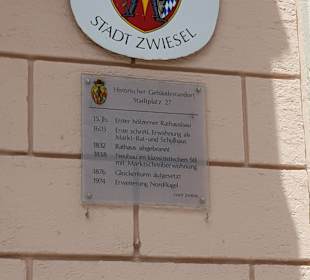 STADT ZWIESEL
Historischer Gebäudestandort
Stadtplatz 27
15. Jh. Erster hölzerner Rathausbau
1603 Erste schriftl. Erwähnung als
Markt-Rat-und Schulhaus
1832 Rathaus abgebrannt
1838 Neubau im klassizistischen Stil
mit Marktschreiberwohnung
1876 Glockenturm aufgesetzt
1974 Erweiterung Nordflügel